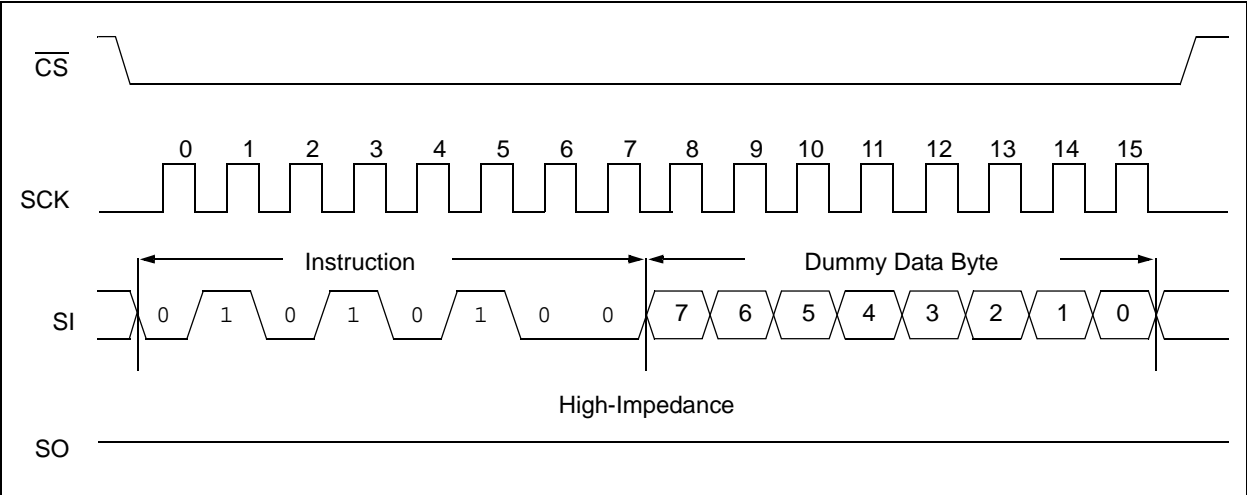 CS
0 1 2 3 4 5 6 7 8 9 10 11 12 13 14 15
SCK
Instruction Dummy Data Byte
SI 0 1 0 1 0 1 0 0 7 6 5 4 3 2 1 0
High-Impedance
SO